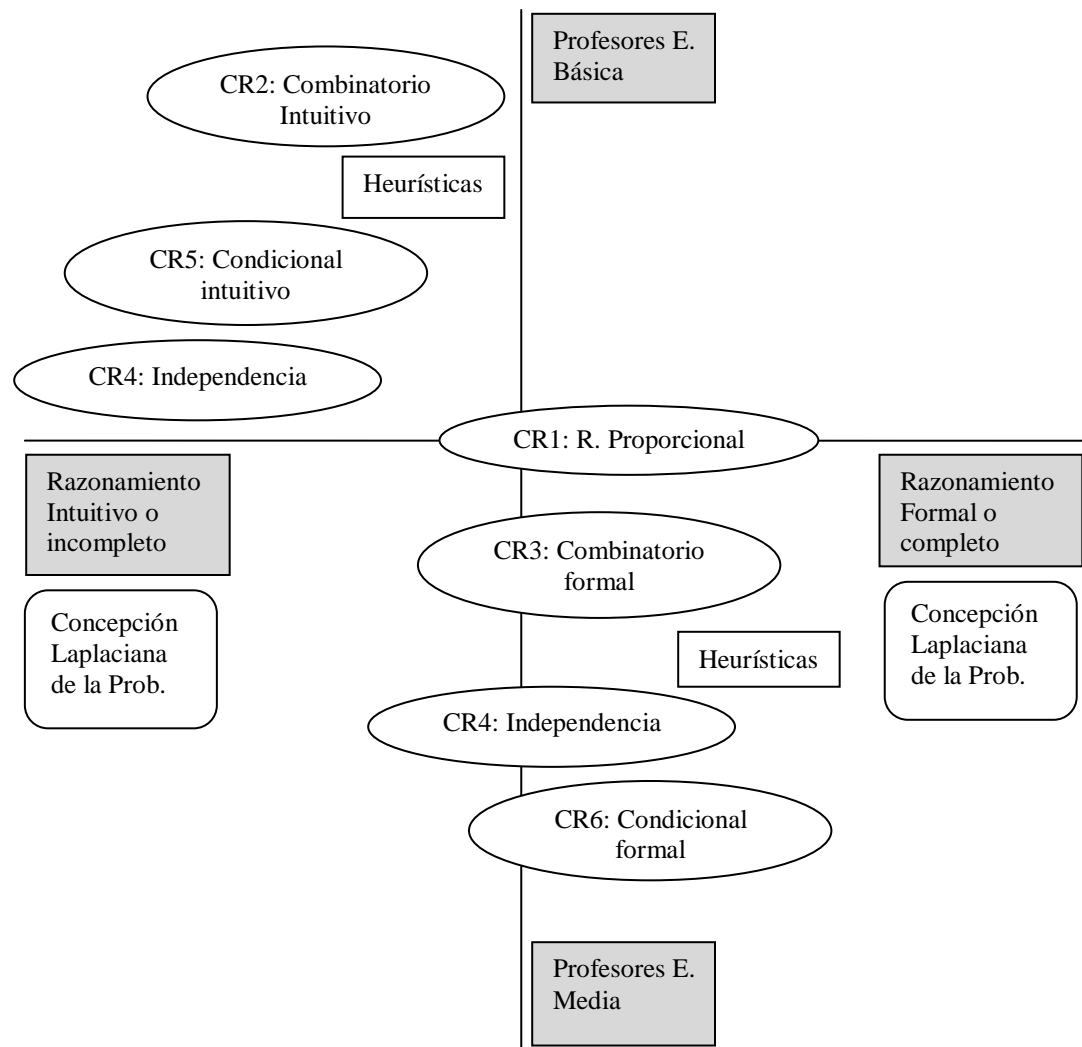 Profesores E.
Básica
CR2: Combinatorio
Intuitivo
Heurísticas
CR5: Condicional
intuitivo
CR4: Independencia
CR1: R. Proporcional
Razonamiento
Intuitivo o
incompleto
Razonamiento
Formal o
completo
CR3: Combinatorio
formal
Concepción
Laplaciana
de la Prob.
Concepción
Laplaciana
de la Prob.
Heurísticas
CR4: Independencia
CR6: Condicional
formal
Profesores E.
Media